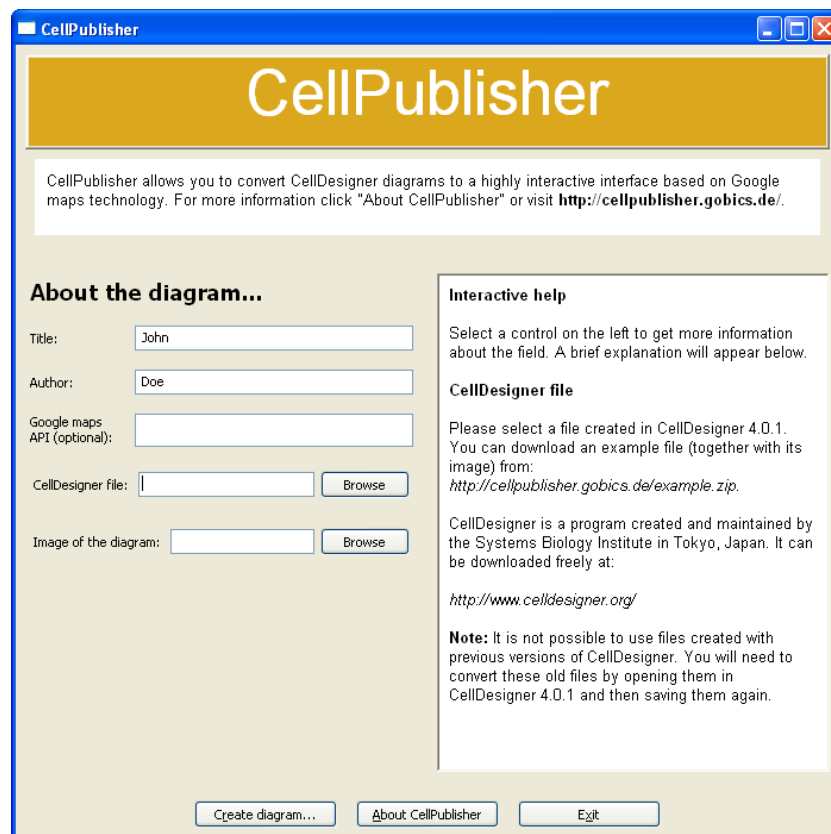 CellPublisher
CellPublisher
CellPublisher allows you to convert CellDesigner diagrams to a highly interactive interface based on Google
maps technology. For more information click "About CellPublisher" or visit http://cellpublisher.gobics.de/.
About the diagram...
Title:
John
Author:
Doe
Google maps
API (optional):
CellDesigner file:
Browse
Image of the diagram:
Browse
Interactive help
Select a control on the left to get more information
about the field. A brief explanation will appear below.
CellDesigner file
Please select a file created in CellDesigner 4.0.1.
You can download an example file (together with its
image) from:
http://cellpublisher.gobics.de/example.zip.
CellDesigner is a program created and maintained by
the Systems Biology Institute in Tokyo, Japan. It can
be downloaded freely at:
http://www.celldesigner.org/
Note: It is not possible to use files created with
previous versions of CellDesigner. You will need to
convert these old files by opening them in
CellDesigner 4.0.1 and then saving them again.
Create diagram...
About CellPublisher
Exit